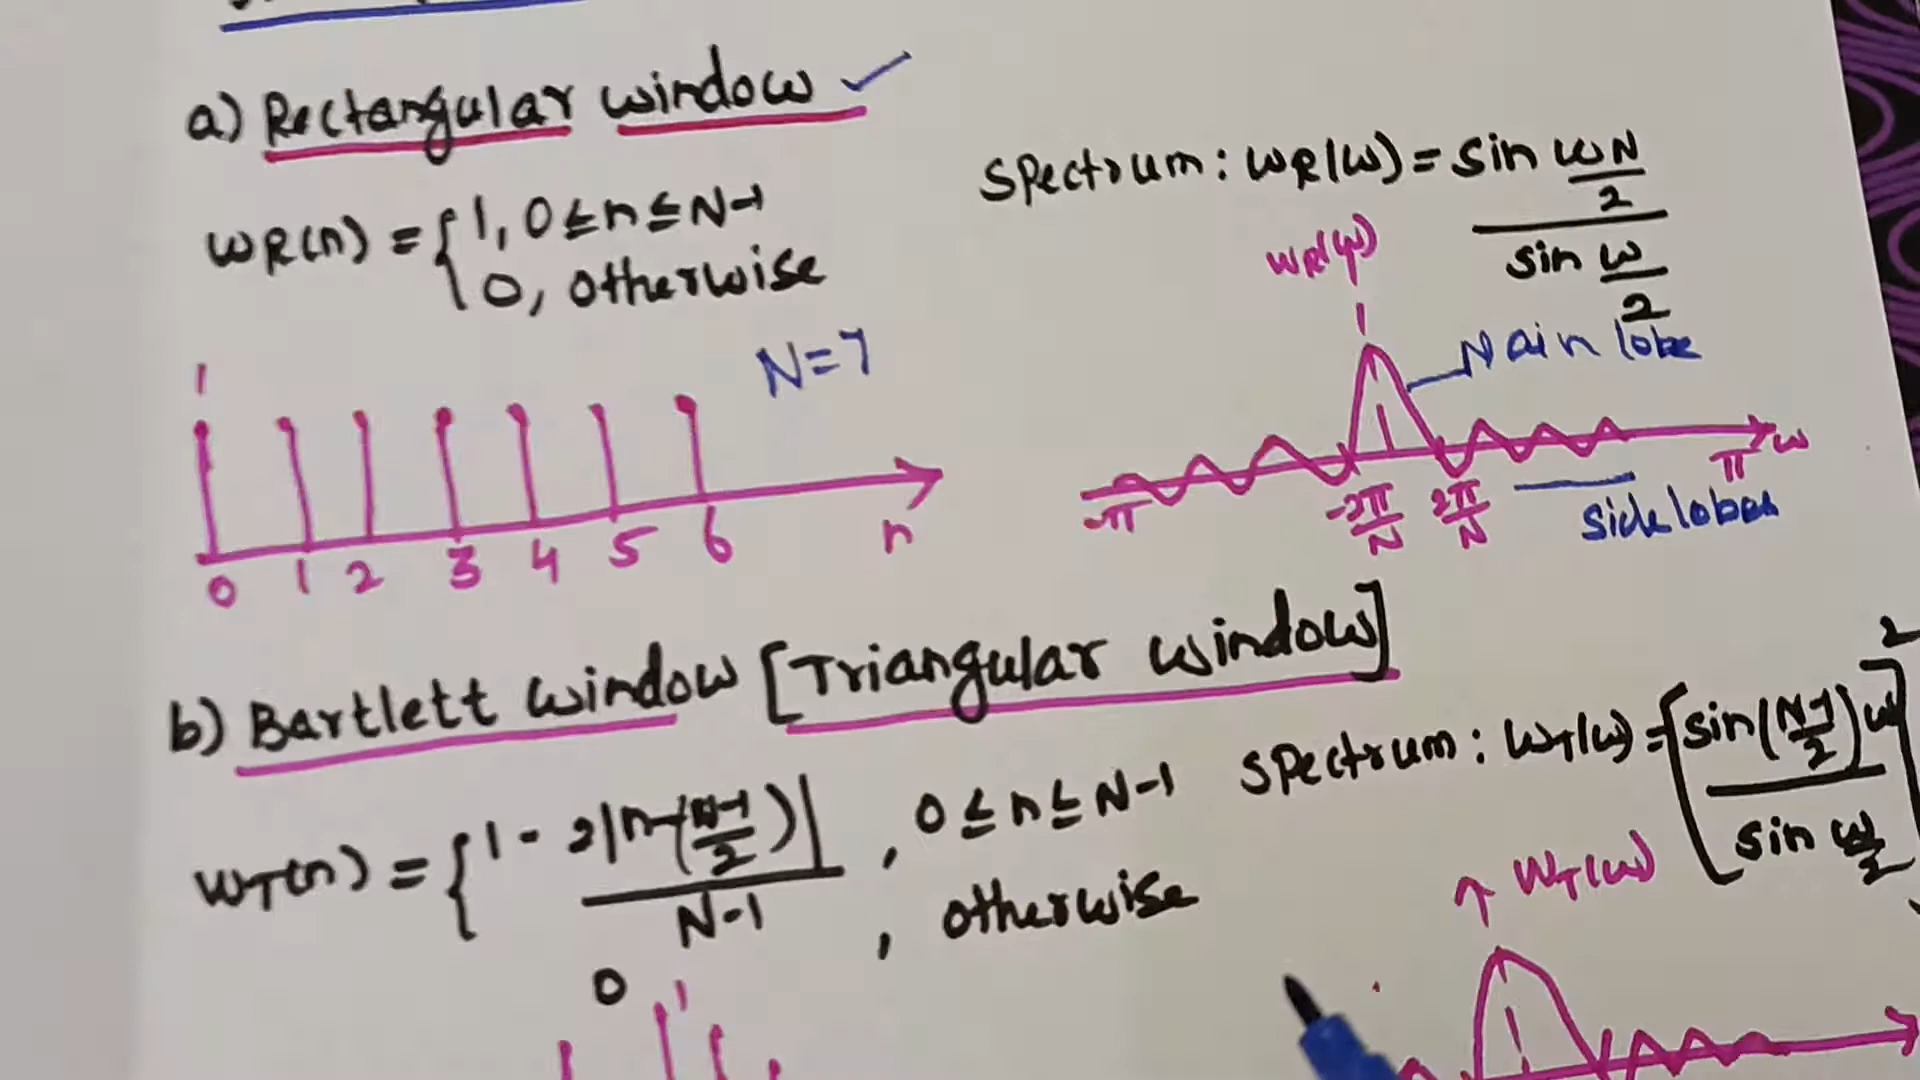 a) Rectangular window ✓
wR(n) = { 1, 0 ≤ n ≤ N-1
0, otherwise
Spectrum : WR(ω) = sin ωN/2
sin ω/2
WR(ω)
1
Main lobe
ω
-π
-2π/N
2π/N
π
side lobes
N=7
1
0 1 2 3 4 5 6 n
b) Bartlett window [Triangular window]
wT(n) = { 1 - 2|n-(N-1/2)| / N-1 , 0 ≤ n ≤ N-1
0 , otherwise
Spectrum : WT(ω) = [ sin(N-1/2)ω / sin ω/2 ]2
WT(ω)
1